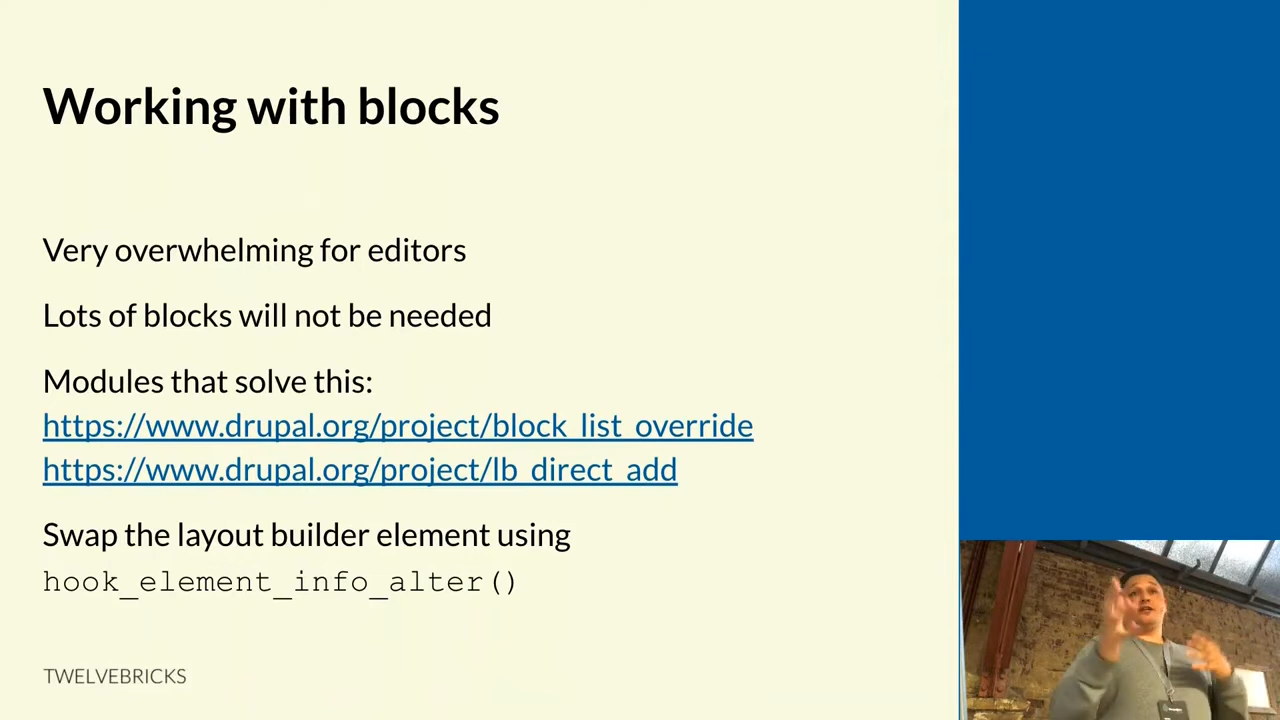 Working with blocks
Very overwhelming for editors
Lots of blocks will not be needed
Modules that solve this:
https://www.drupal.org/project/block_list_override
https://www.drupal.org/project/lb_direct_add
Swap the layout builder element using
hook_element_info_alter()
TWELVEBRICKS